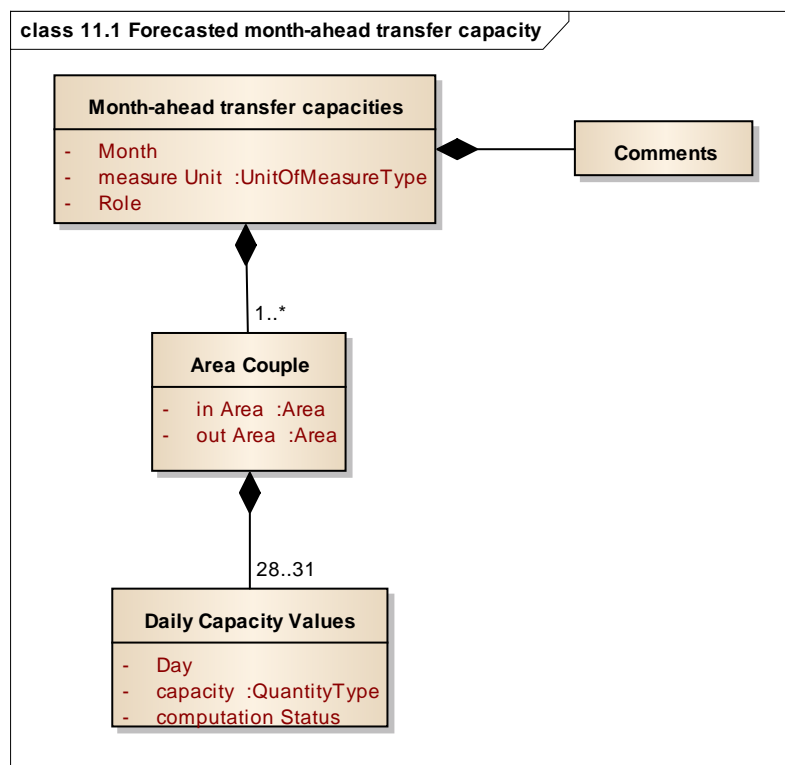 class 11.1 Forecasted month-ahead transfer capacity
Month-ahead transfer capacities
- Month
- measure Unit :UnitOfMeasureType
- Role
Comments
1..*
Area Couple
- in Area :Area
- out Area :Area
28..31
Daily Capacity Values
- Day
- capacity :QuantityType
- computation Status